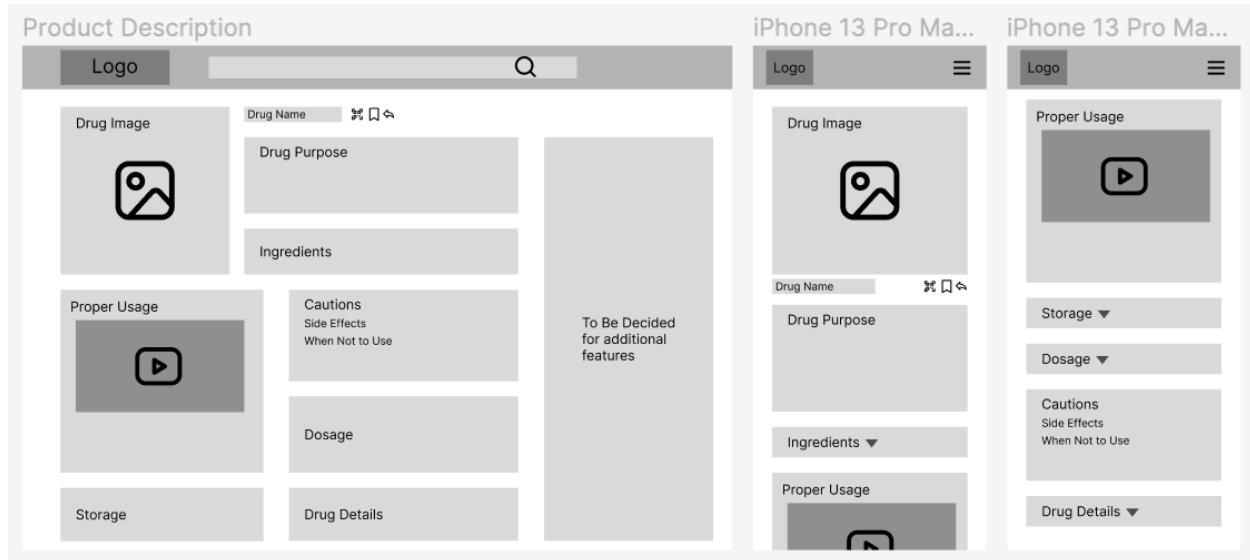 Product Description
Logo
Drug Image
Drug Name
Drug Purpose
Ingredients
Proper Usage
Cautions
Side Effects
When Not to Use
Dosage
Storage
Drug Details
To Be Decided
for additional
features
iPhone 13 Pro Ma...
Logo
Drug Image
Drug Name
Drug Purpose
Ingredients
Proper Usage
iPhone 13 Pro Ma...
Logo
Proper Usage
Storage
Dosage
Cautions
Side Effects
When Not to Use
Drug Details